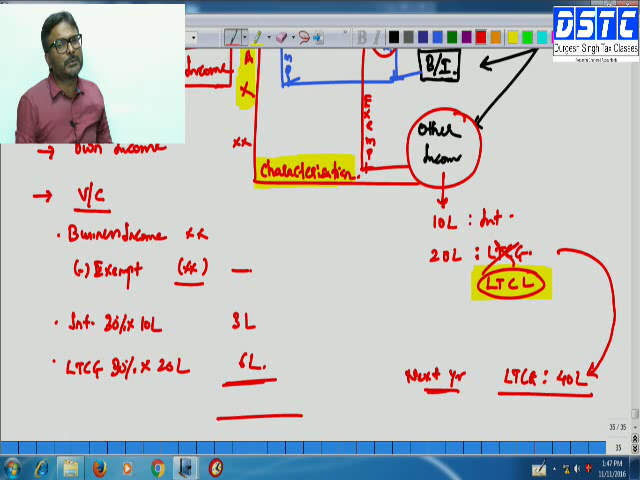 DSTC
Durgesh Singh Tax Classes
Income
A
X
B/I.
Exempt
Other
Income
→ Own Income
xx
Characterisation
→ V/C
10L : Int.
• Business Income xx
20L : LTCG.
(-) Exempt (xx) —
LTCL
• Int. 30% x 10L 3L
• LTCG 30% x 20L 6L.
Next yr LTCG : 40L
35 / 35
35
1:47 PM
11/11/2016